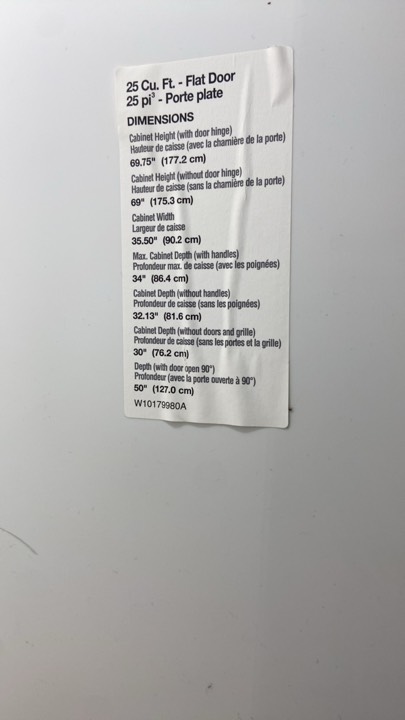 25 Cu. Ft. - Flat Door
25 pi³ - Porte plate
DIMENSIONS
Cabinet Height (with door hinge)
Hauteur de caisse (avec la charnière de la porte)
69.75" (177.2 cm)
Cabinet Height (without door hinge)
Hauteur de caisse (sans la charnière de la porte)
69" (175.3 cm)
Cabinet Width
Largeur de caisse
35.50" (90.2 cm)
Max. Cabinet Depth (with handles)
Profondeur max. de caisse (avec les poignées)
34" (86.4 cm)
Cabinet Depth (without handles)
Profondeur de caisse (sans les poignées)
32.13" (81.6 cm)
Cabinet Depth (without doors and grille)
Profondeur de caisse (sans les portes et la grille)
30" (76.2 cm)
Depth (with door open 90°)
Profondeur (avec la porte ouverte à 90°)
50" (127.0 cm)
W10179980A